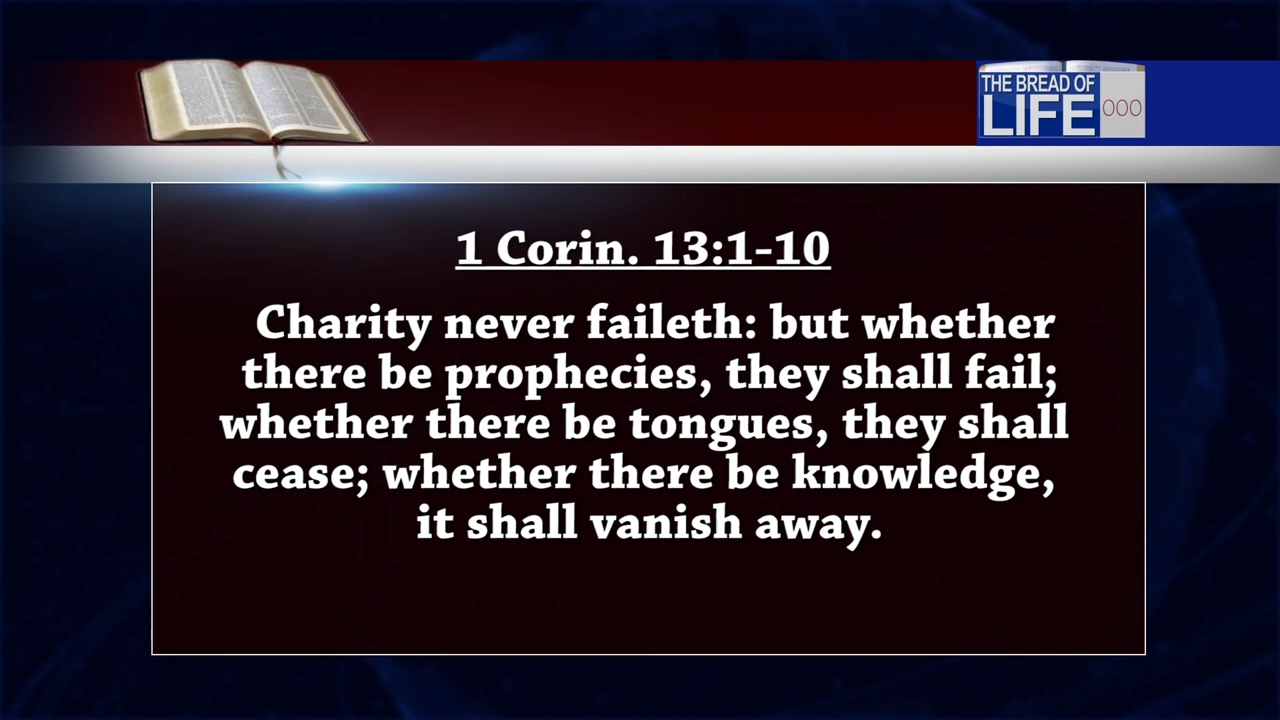 THE BREAD OF
LIFE
000
1 Corin. 13:1-10
Charity never faileth: but whether
there be prophecies, they shall fail;
whether there be tongues, they shall
cease; whether there be knowledge,
it shall vanish away.